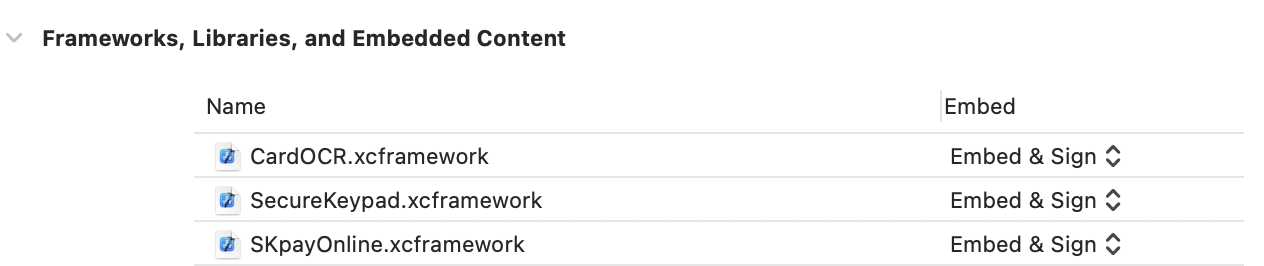 Frameworks, Libraries, and Embedded Content
Name Embed
CardOCR.xcframework Embed & Sign
SecureKeypad.xcframework Embed & Sign
SKpayOnline.xcframework Embed & Sign